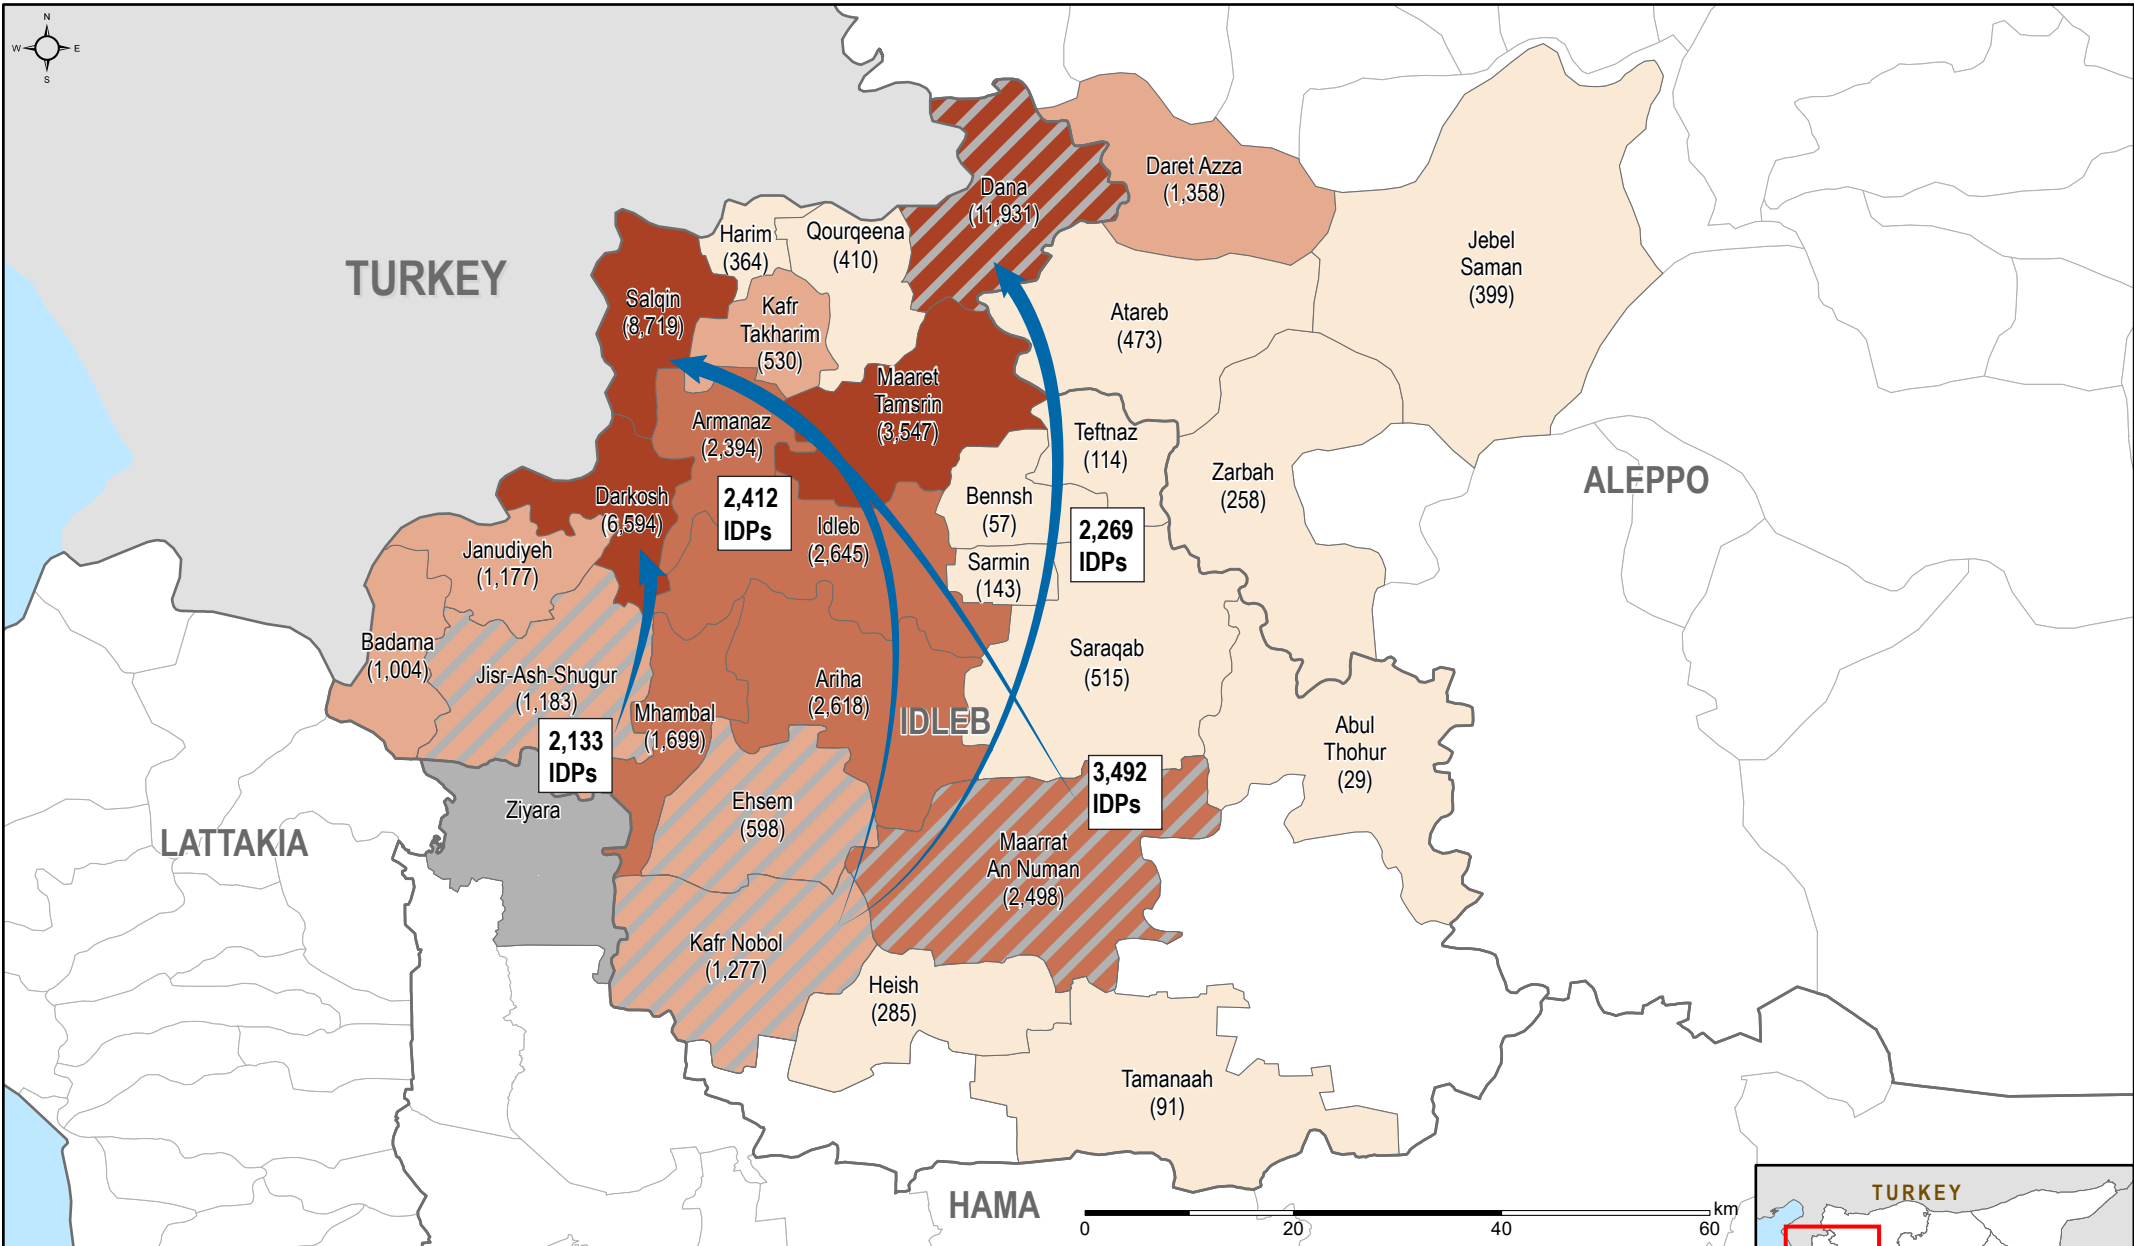 N
W
E
S
TURKEY
Dana
(11,931)
Daret Azza
(1,358)
Harim
(364)
Qourqeena
(410)
Jebel
Saman
(399)
Salqin
(8,719)
Kafr
Takharim
(530)
Atareb
(473)
Maaret
Tamsrin
(3,547)
Armanaz
(2,394)
Teftnaz
(114)
Zarbah
(258)
ALEPPO
Darkosh
(6,594)
2,412
IDPs
Idleb
(2,645)
Bennsh
(57)
2,269
IDPs
Janudiyeh
(1,177)
Sarmin
(143)
Badama
(1,004)
Jisr-Ash-Shugur
(1,183)
Ariha
(2,618)
Saraqab
(515)
Mhambal
(1,699)
IDLEB
Abul
Thohur
(29)
2,133
IDPs
3,492
IDPs
Ziyara
Ehsem
(598)
LATTAKIA
Maarrat
An Numan
(2,498)
Kafr Nobol
(1,277)
Heish
(285)
Tamanaah
(91)
HAMA
km
0
20
40
60
TURKEY